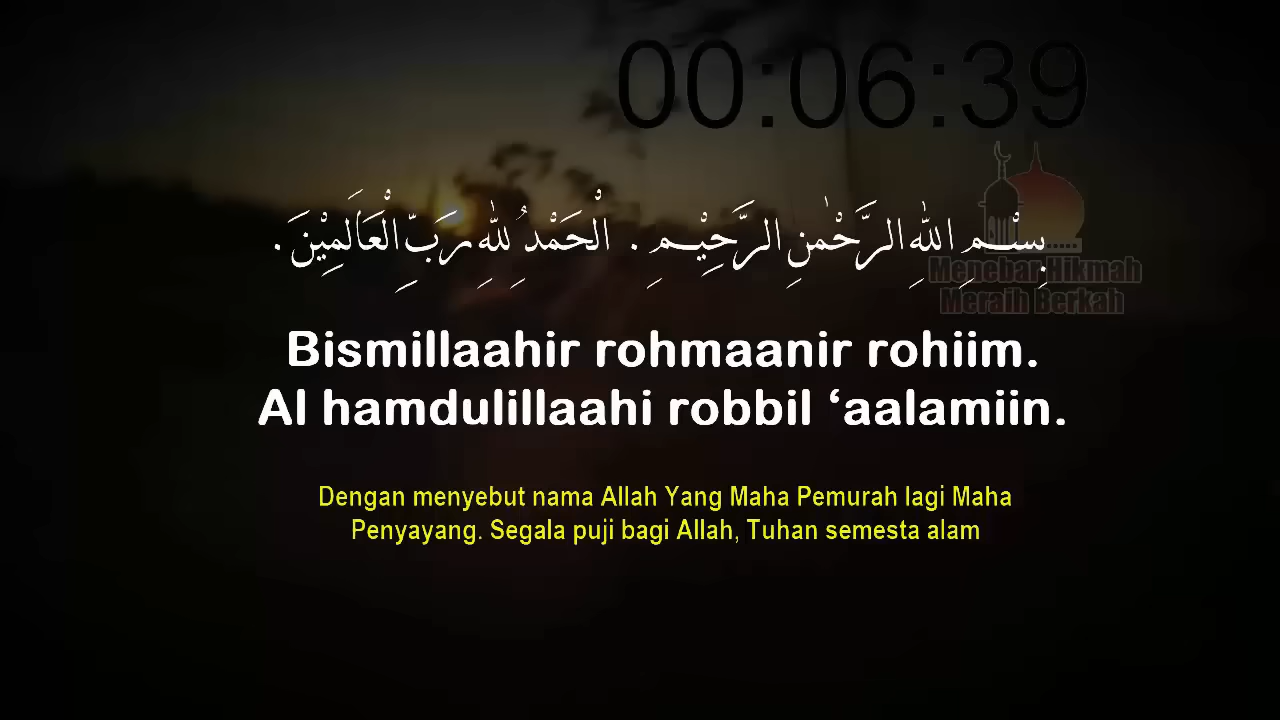 00:06:39
بِسْمِ اللهِ الرَّحْمٰنِ الرَّحِيْمِ . الْحَمْدُ لِلّٰهِ رَبِّ الْعَالَمِيْنَ .
Menebar Hikmah
Meraih Berkah
Bismillaahir rohmaanir rohiim.
Al hamdulillaahi robbil ‘aalamiin.
Dengan menyebut nama Allah Yang Maha Pemurah lagi Maha
Penyayang. Segala puji bagi Allah, Tuhan semesta alam